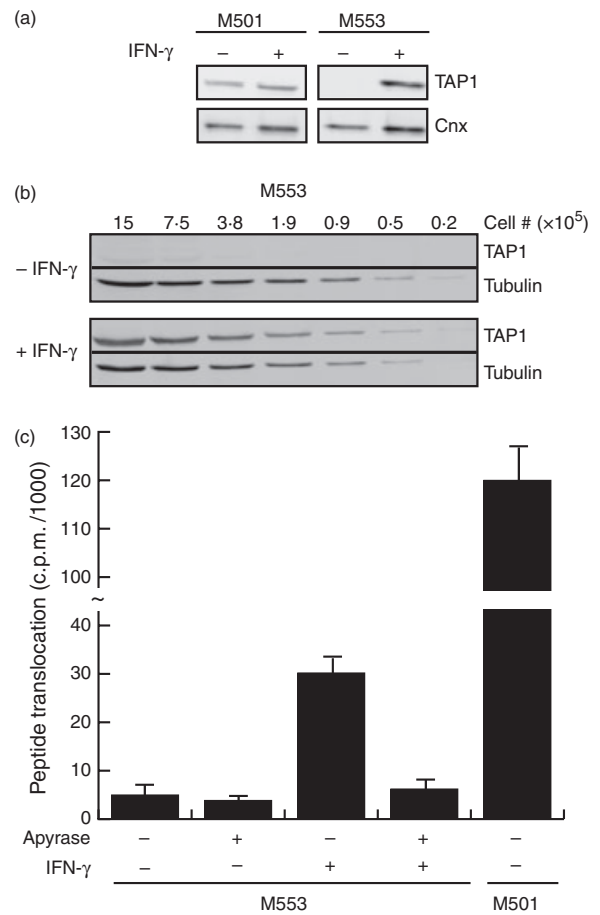 (a)
M501 M553
IFN-γ − + − +
TAP1
Cnx
(b)
M553
15 7·5 3·8 1·9 0·9 0·5 0·2 Cell # (×10⁵)
− IFN-γ
TAP1
Tubulin
+ IFN-γ
TAP1
Tubulin
(c)
Peptide translocation (c.p.m./1000)
130
120
110
100
~
40
30
20
10
0
Apyrase − + − + −
IFN-γ − − + + −
M553 M501